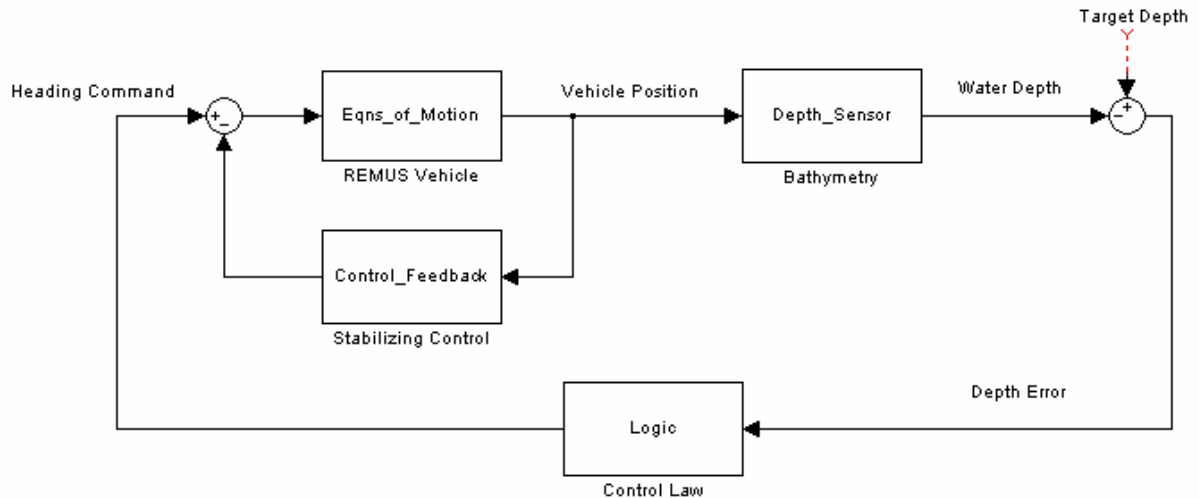 Target Depth
Heading Command
Vehicle Position
Water Depth
+
−
Eqns_of_Motion
Depth_Sensor
−
+
REMUS Vehicle
Bathymetry
Control_Feedback
Stabilizing Control
Depth Error
Logic
Control Law